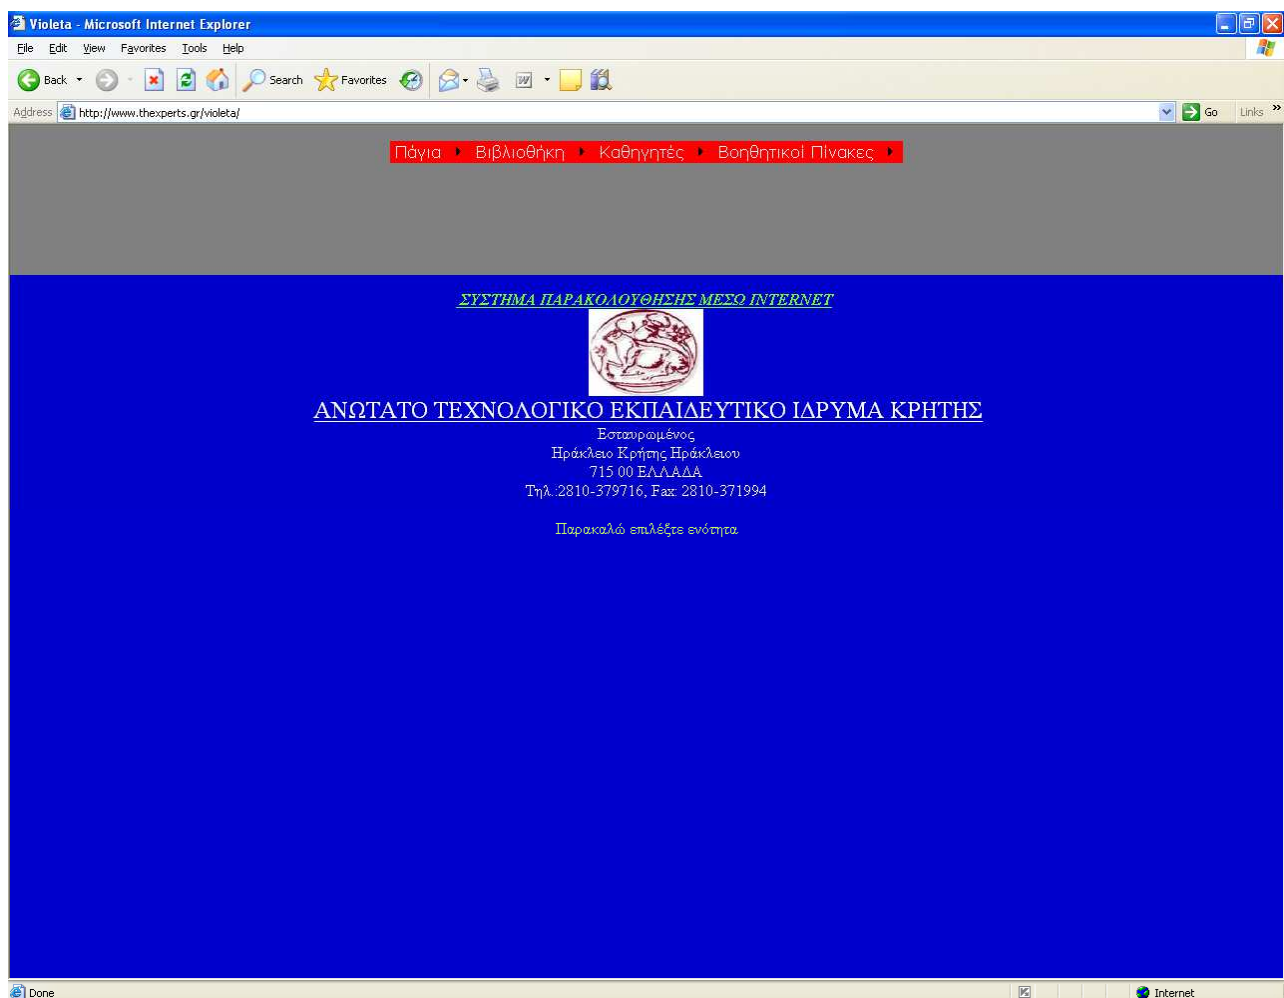 Violeta - Microsoft Internet Explorer
File Edit View Favorites Tools Help
Back Search Favorites
Address http://www.thexperts.gr/violeta/ Go Links »
Πάγια Βιβλιοθήκη Καθηγητές Βοηθητικοί Πίνακες
ΣΥΣΤΗΜΑ ΠΑΡΑΚΟΛΟΥΘΗΣΗΣ ΜΕΣΩ INTERNET
ΑΝΩΤΑΤΟ ΤΕΧΝΟΛΟΓΙΚΟ ΕΚΠΑΙΔΕΥΤΙΚΟ ΙΔΡΥΜΑ ΚΡΗΤΗΣ
Εσταυρωμένος
Ηράκλειο Κρήτης Ηράκλειου
715 00 ΕΛΛΑΔΑ
Τηλ.:2810-379716, Fax: 2810-371994
Παρακαλώ επιλέξτε ενότητα
Done Internet